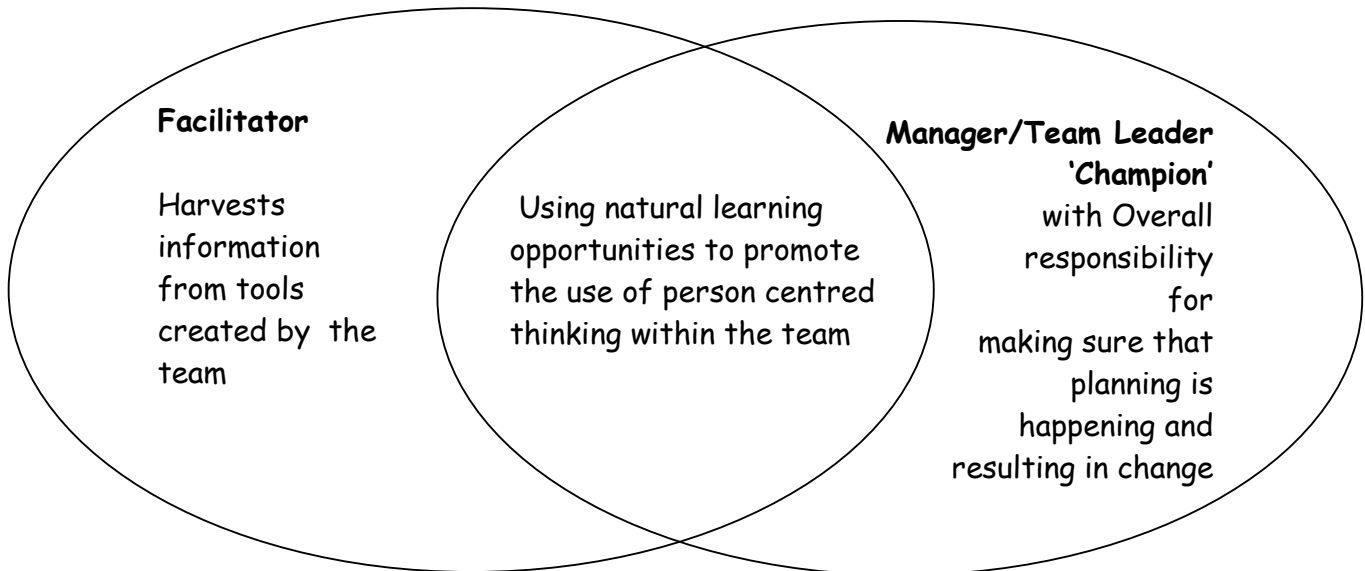 Facilitator
Harvests
information
from tools
created by the
team
Using natural learning
opportunities to promote
the use of person centred
thinking within the team
Manager/Team Leader
‘Champion’
with Overall
responsibility
for
making sure that
planning is
happening and
resulting in change